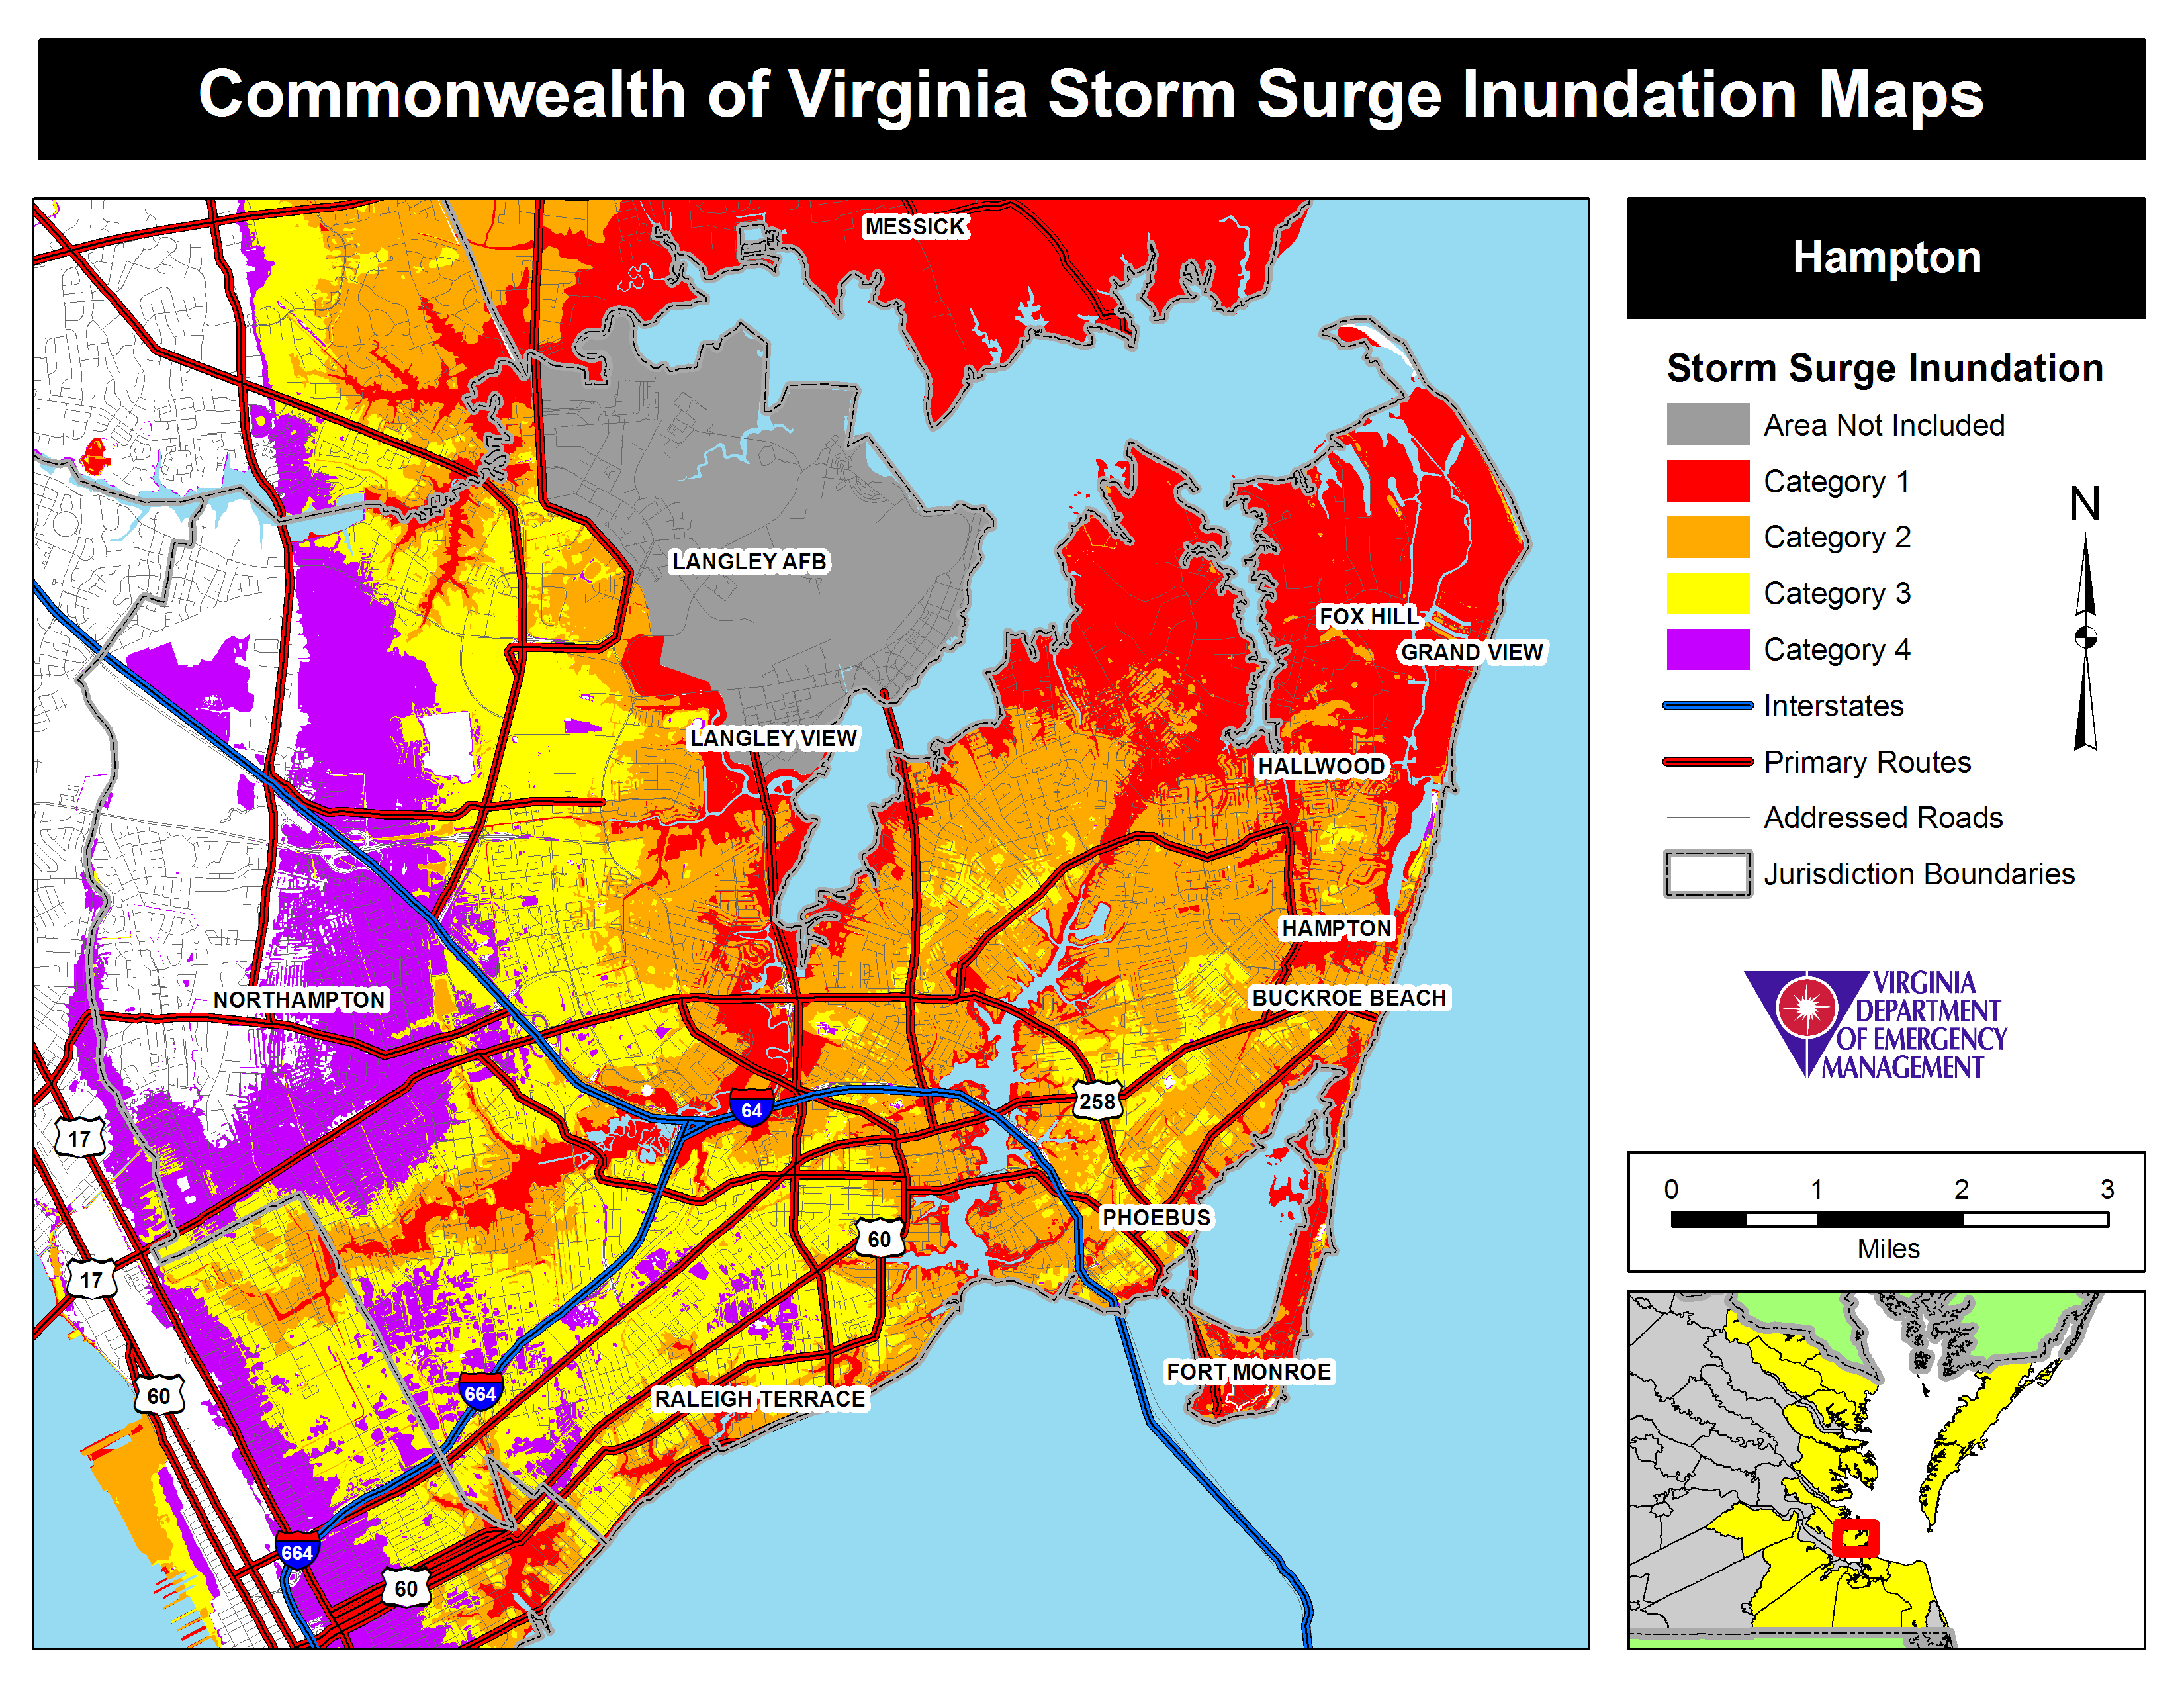 Commonwealth of Virginia Storm Surge Inundation Maps
Hampton
MESSICK
LANGLEY AFB
FOX HILL
GRAND VIEW
LANGLEY VIEW
HALLWOOD
HAMPTON
NORTHAMPTON
BUCKROE BEACH
64
258
17
PHOEBUS
60
17
FORT MONROE
60
664
RALEIGH TERRACE
664
60
Storm Surge Inundation
Area Not Included
Category 1
Category 2
Category 3
Category 4
Interstates
Primary Routes
Addressed Roads
Jurisdiction Boundaries
N
VIRGINIA
DEPARTMENT
OF EMERGENCY
MANAGEMENT
0 1 2 3
Miles